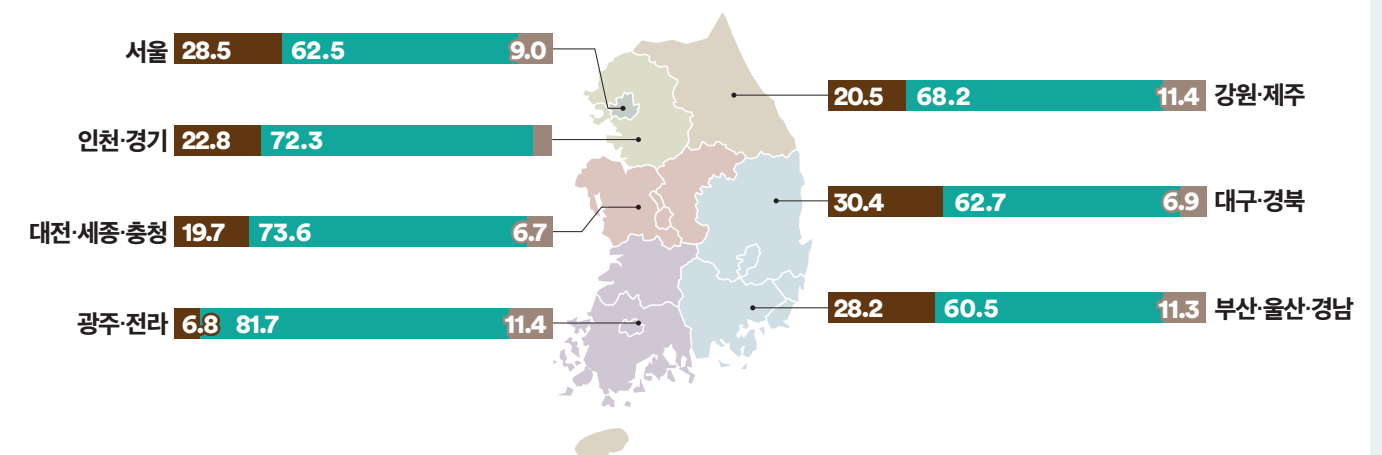 서울 28.5 62.5 9.0
인천·경기 22.8 72.3
대전·세종·충청 19.7 73.6 6.7
광주·전라 6.8 81.7 11.4
20.5 68.2 11.4 강원·제주
30.4 62.7 6.9 대구·경북
28.2 60.5 11.3 부산·울산·경남